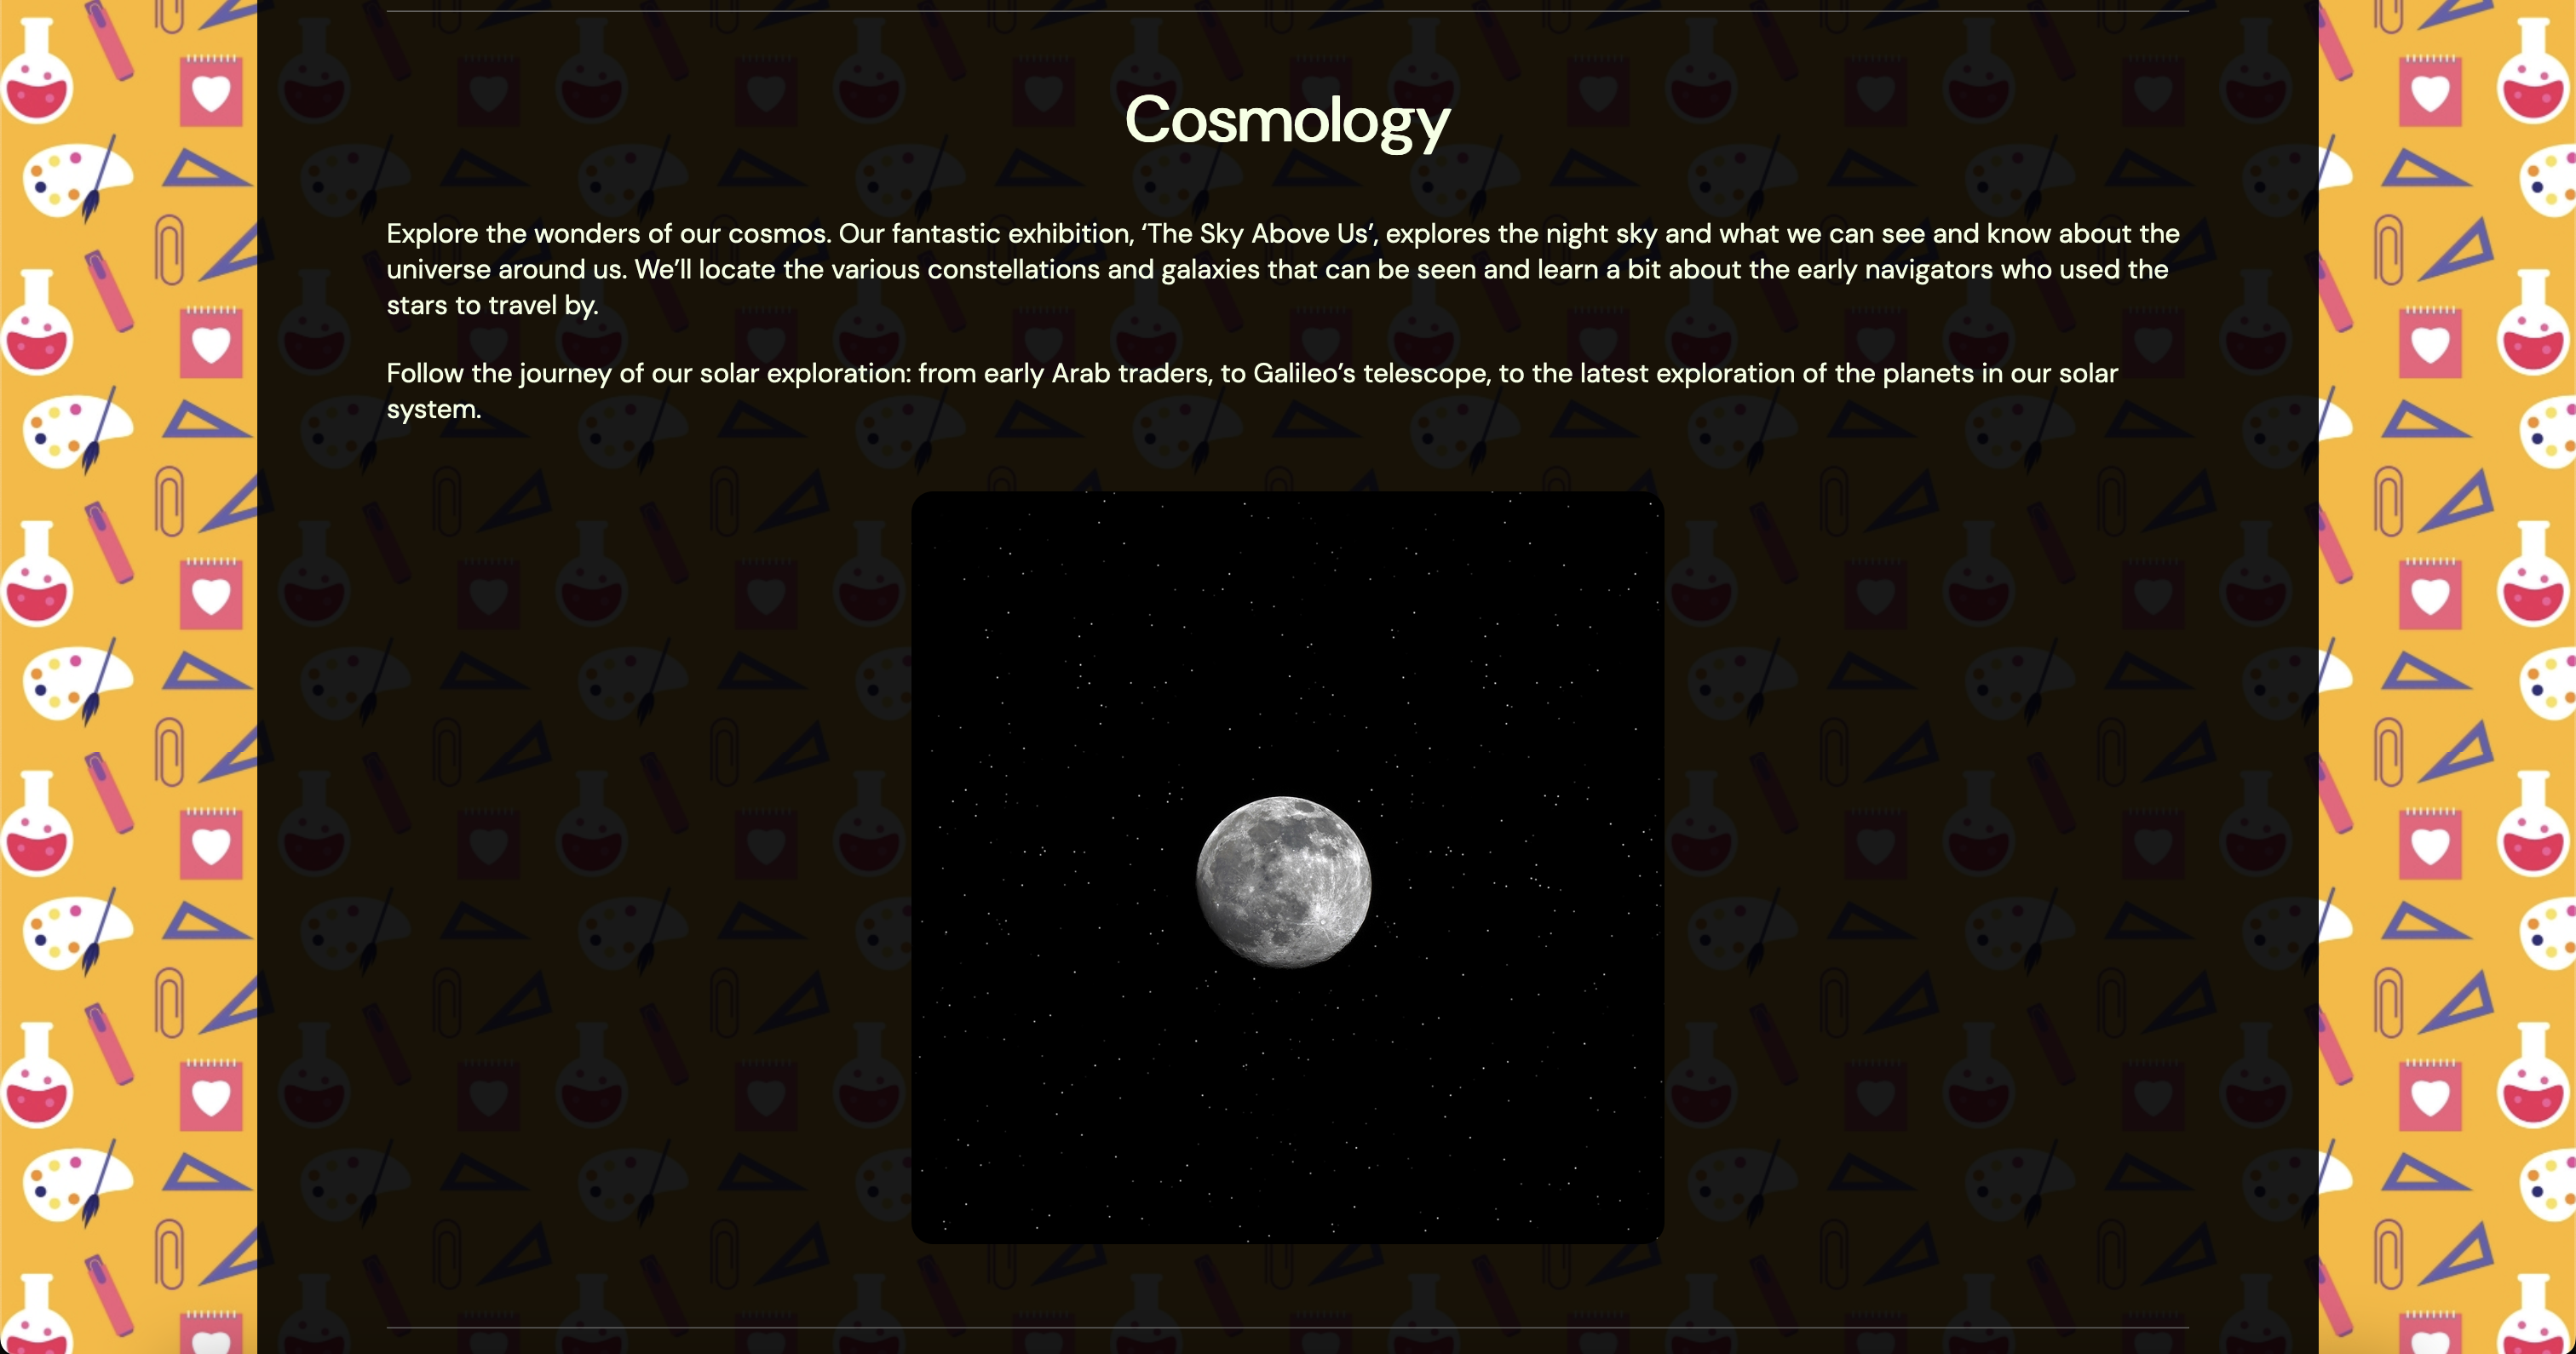 Cosmology
Explore the wonders of our cosmos. Our fantastic exhibition, ‘The Sky Above Us’, explores the night sky and what we can see and know about the
universe around us. We’ll locate the various constellations and galaxies that can be seen and learn a bit about the early navigators who used the
stars to travel by.
Follow the journey of our solar exploration: from early Arab traders, to Galileo’s telescope, to the latest exploration of the planets in our solar
system.